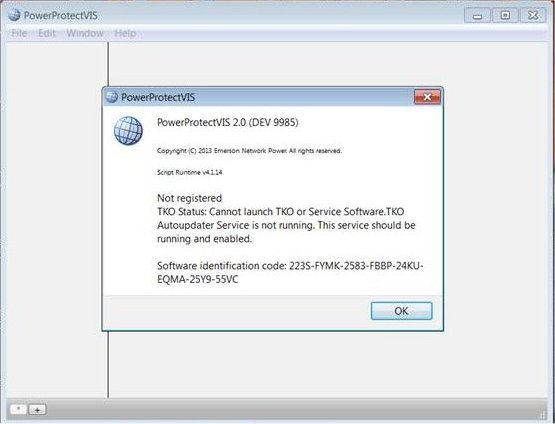 PowerProtectVIS
File Edit Window Help
PowerProtectVIS
PowerProtectVIS 2.0 (DEV 9985)
Copyright (C) 2013 Emerson Network Power. All rights reserved.
Script Runtime v4.1.14
Not registered
TKO Status: Cannot launch TKO or Service Software.TKO
Autoupdater Service is not running. This service should be
running and enabled.
Software identification code: 223S-FYMK-2583-FBBP-24KU-
EQMA-25Y9-55VC
OK